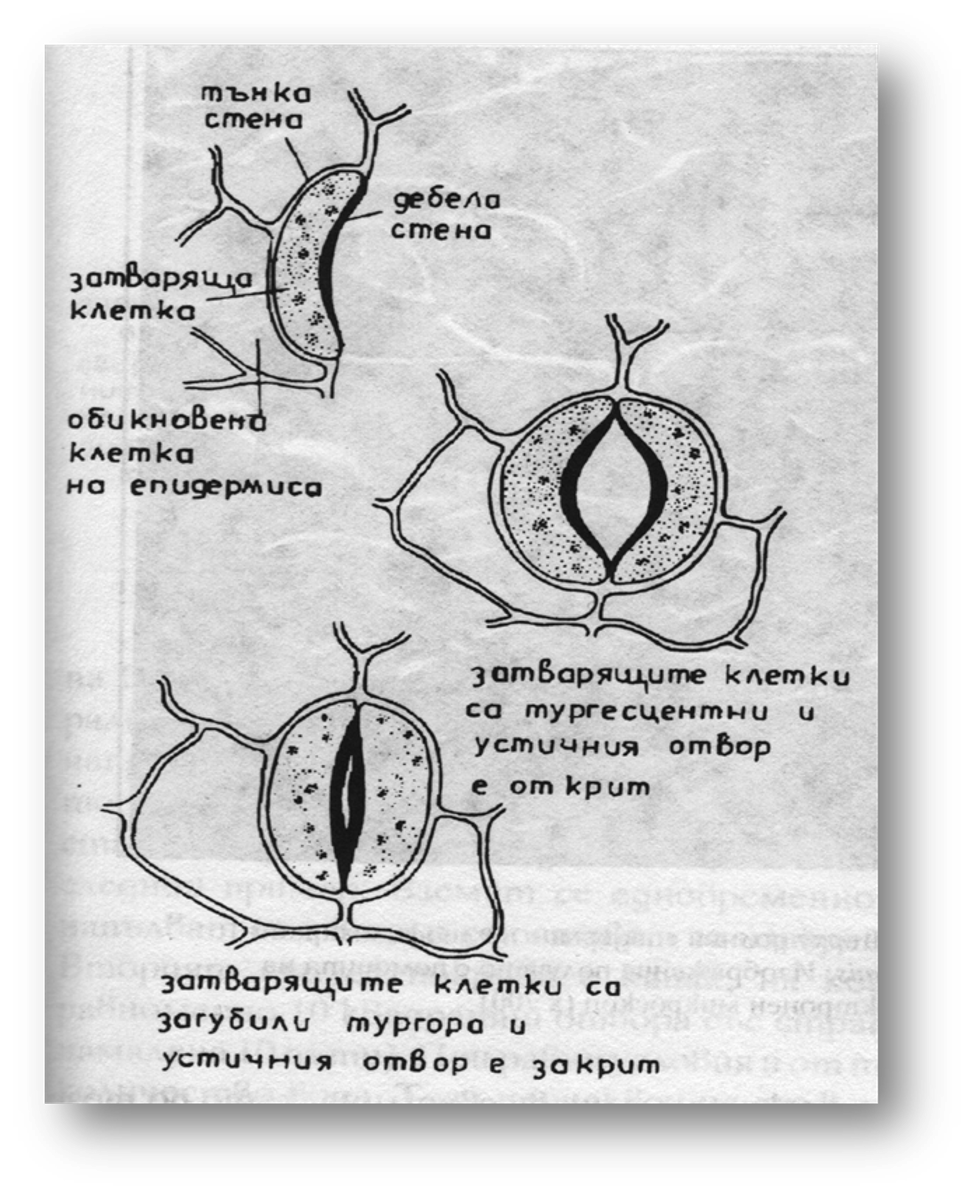 тънка
стена
дебела
стена
затваряща
клетка
обикновена
клетка
на епидермиса
затварящите клетки
са тургесцентни и
устичния отвор
е открит
затварящите клетки са
загубили тургора и
устичния отвор е закрит